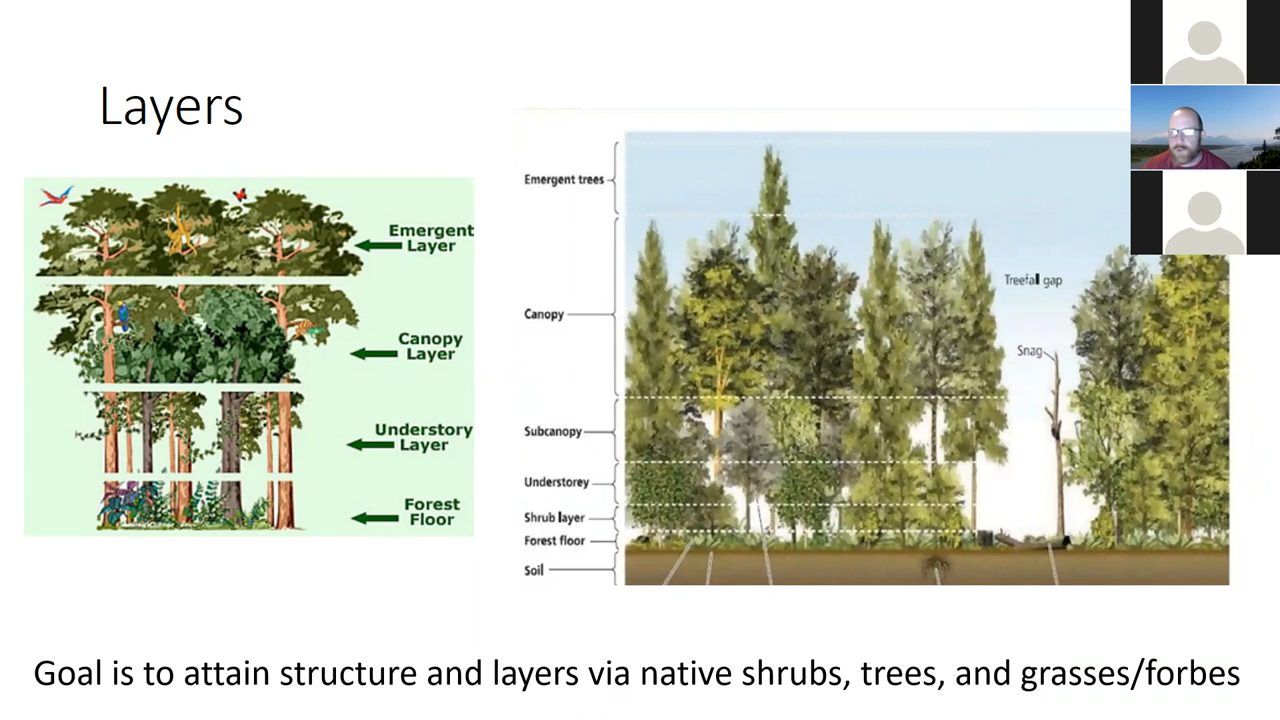 Layers
Emergent
Layer
Canopy
Layer
Understory
Layer
Forest
Floor
Emergent trees
Canopy
Subcanopy
Understorey
Shrub layer
Forest floor
Soil
Treefall gap
Snag
Goal is to attain structure and layers via native shrubs, trees, and grasses/forbes